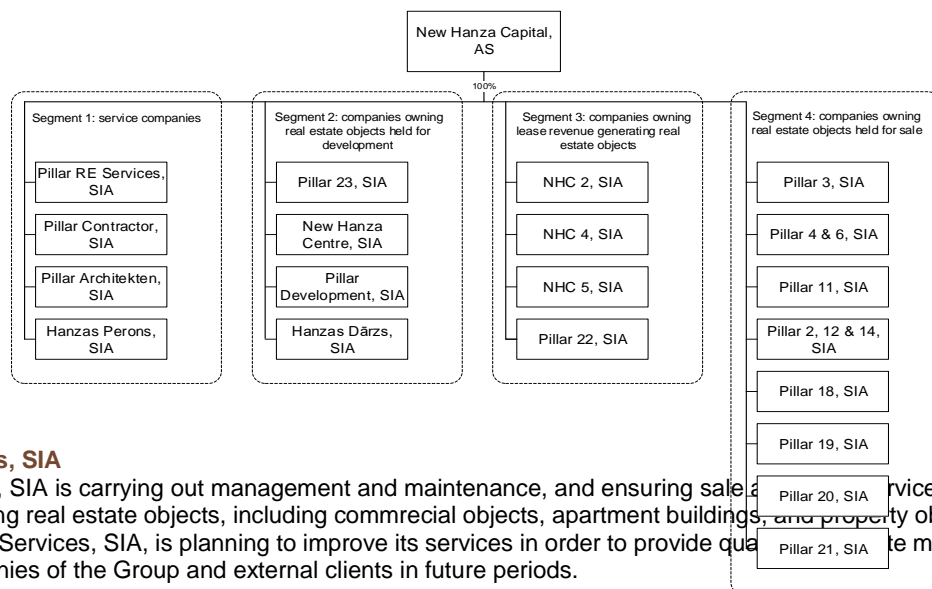 New Hanza Capital,
AS
100%
Segment 1: service companies
Pillar RE Services,
SIA
Pillar Contractor,
SIA
Pillar Architekten,
SIA
Hanzas Perons,
SIA
Segment 2: companies owning
real estate objects held for
development
Pillar 23, SIA
New Hanza
Centre, SIA
Pillar
Development, SIA
Hanzas Dārzs, SIA
Segment 3: companies owning
lease revenue generating real
estate objects
NHC 2, SIA
NHC 4, SIA
NHC 5, SIA
Pillar 22, SIA
Segment 4: companies owning
real estate objects held for sale
Pillar 3, SIA
Pillar 4 & 6, SIA
Pillar 11, SIA
Pillar 2, 12 & 14,
SIA
Pillar 18, SIA
Pillar 19, SIA
Pillar 20, SIA
Pillar 21, SIA
, SIA
, SIA is carrying out management and maintenance, and ensuring sale
real estate objects, including commrecial objects, apartment buildings, and property
Services, SIA, is planning to improve its services in order to provide
of the Group and external clients in future periods.